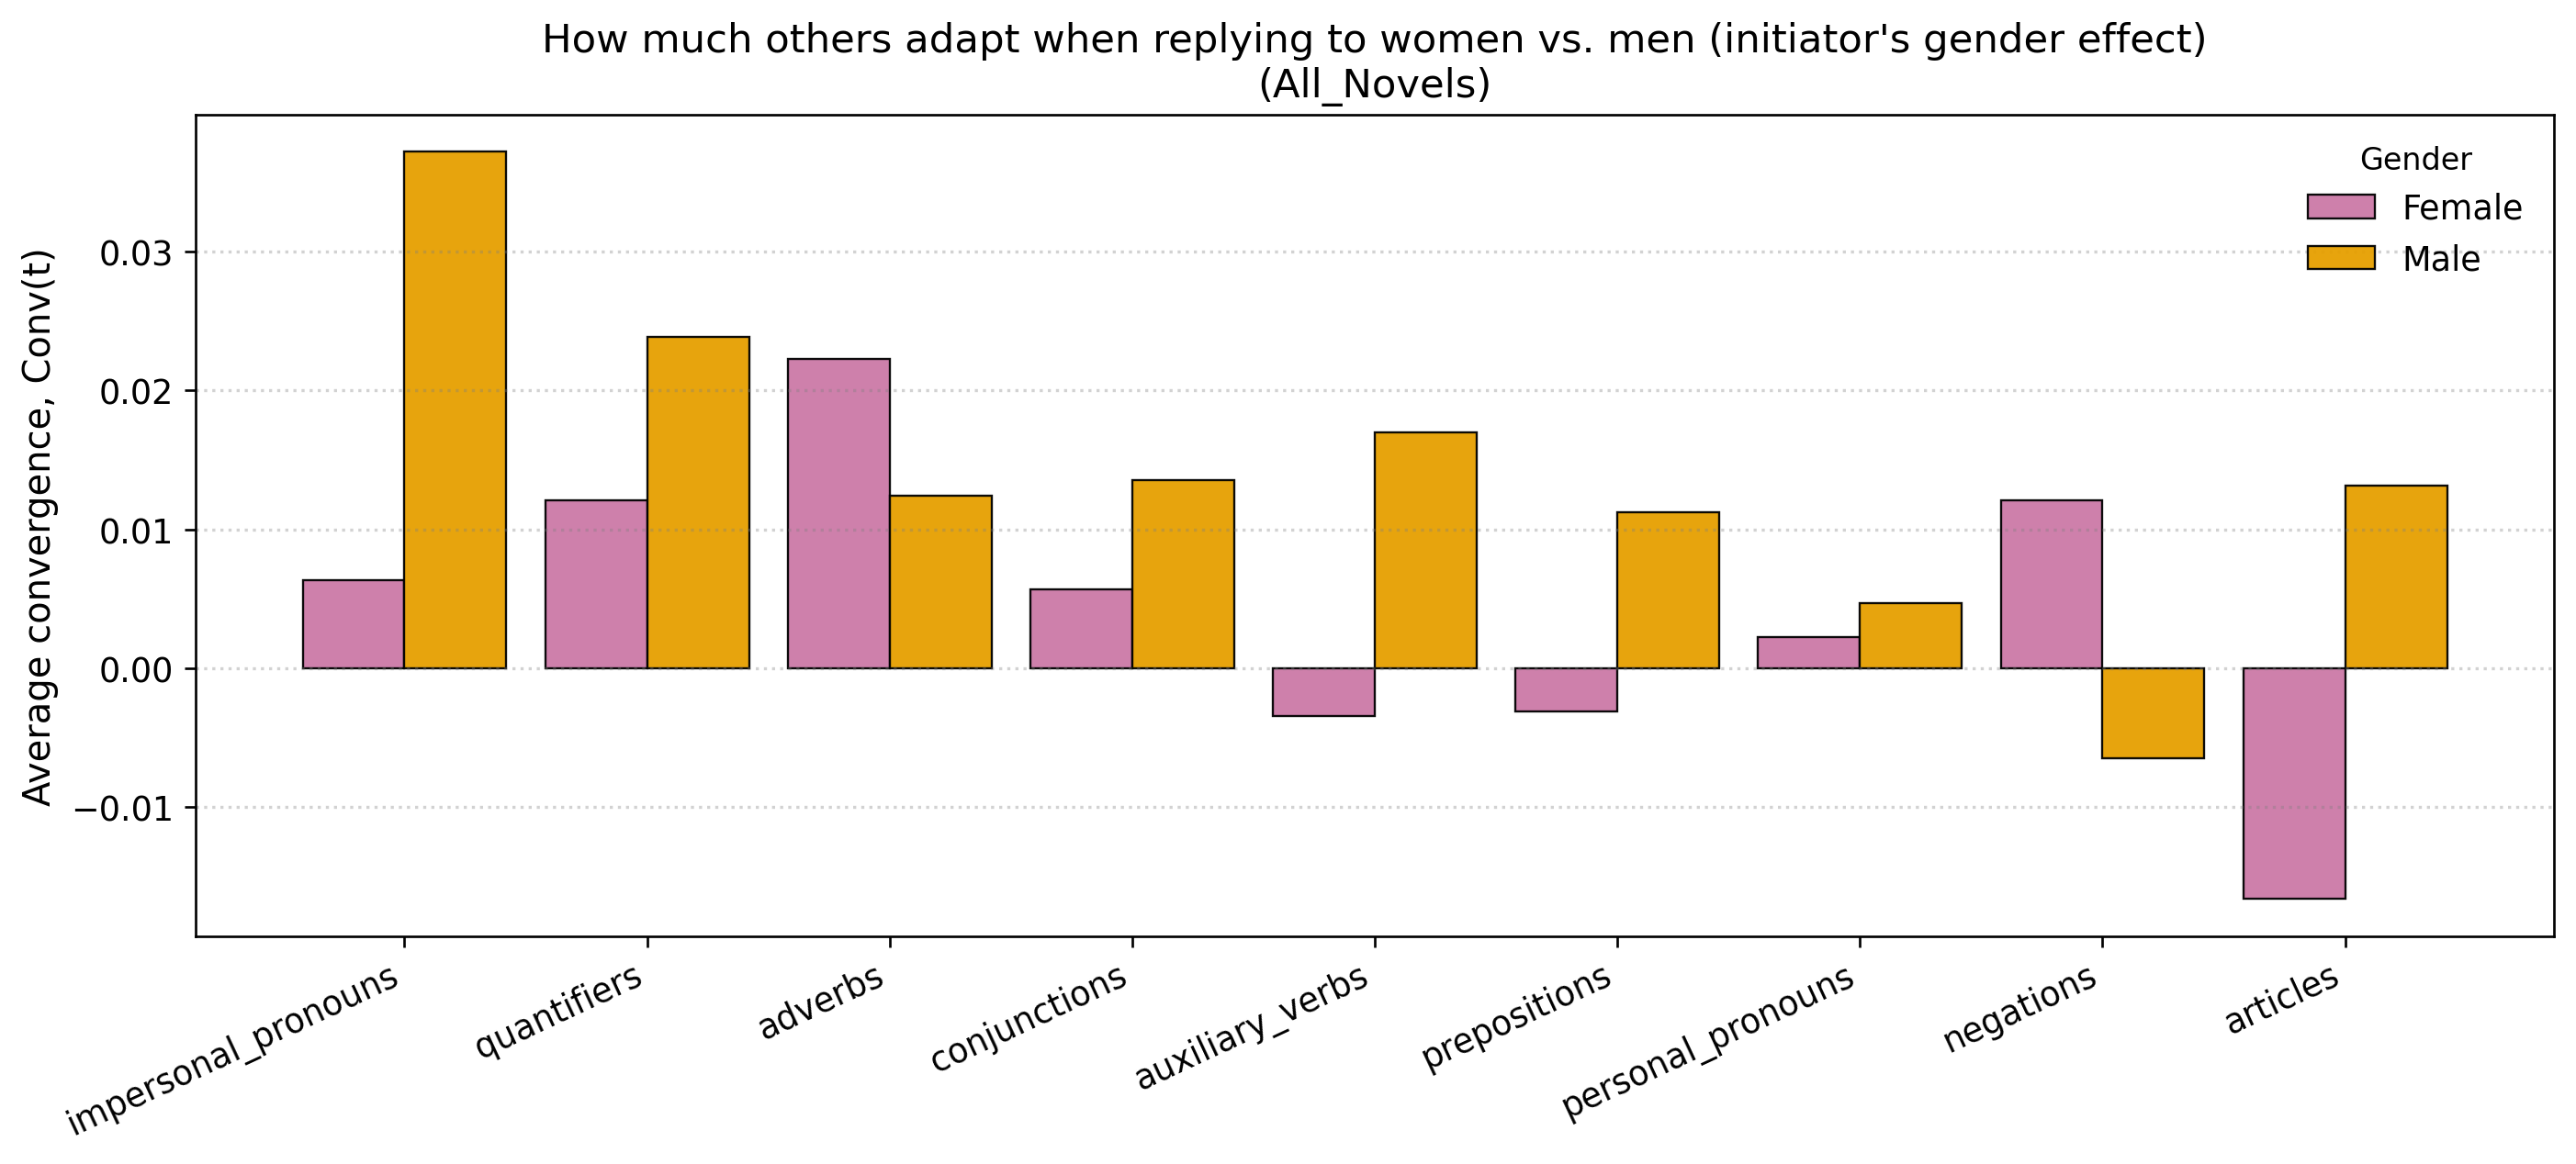 How much others adapt when replying to women vs. men (initiator's gender effect)
(All_Novels)
Average convergence, Conv(t)
0.03
0.02
0.01
0.00
−0.01
Gender
Female
Male
impersonal_pronouns
quantifiers
adverbs
conjunctions
auxiliary_verbs
prepositions
personal_pronouns
negations
articles